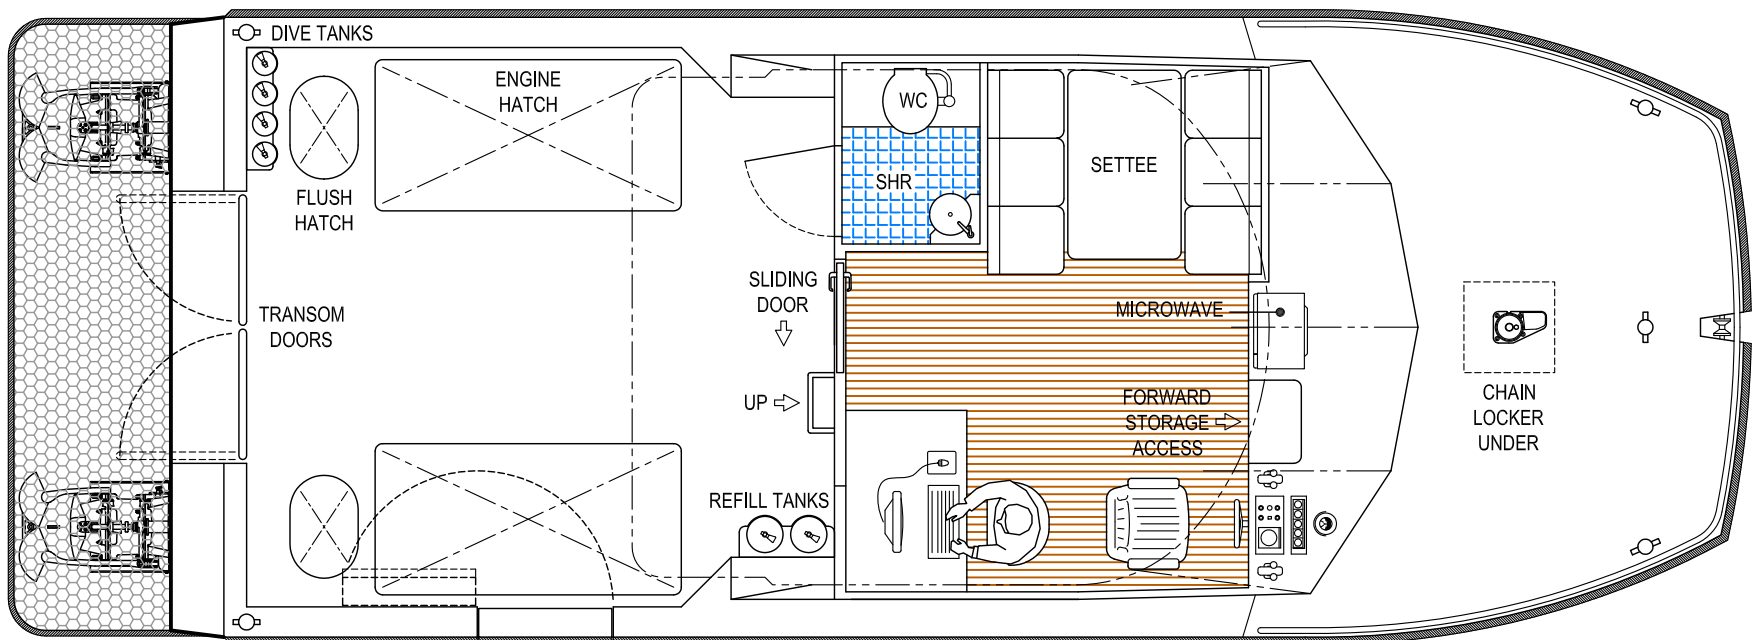 DIVE TANKS
ENGINE
HATCH
FLUSH
HATCH
TRANSOM
DOORS
SLIDING
DOOR
UP
REFILL TANKS
WC
SHR
SETTEE
MICROWAVE
FORWARD
STORAGE
ACCESS
CHAIN
LOCKER
UNDER